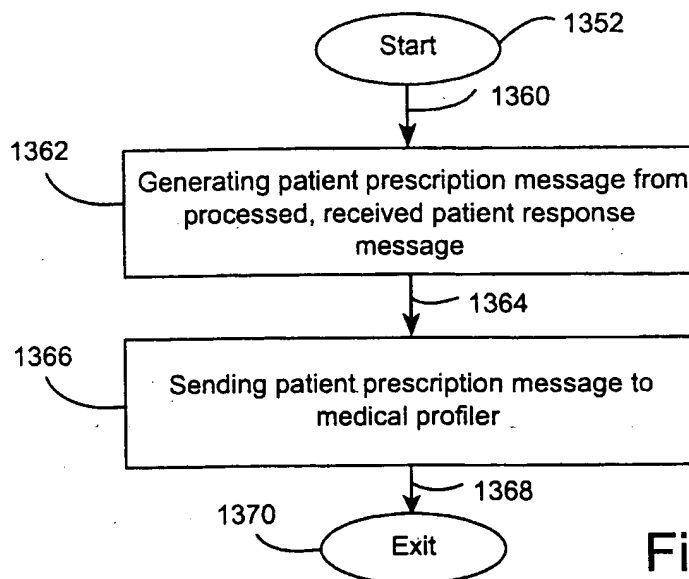 Start
1352
1360
1362
Generating patient prescription message from
processed, received patient response
message
1364
1366
Sending patient prescription message to
medical profiler
1368
1370
Exit
Fi